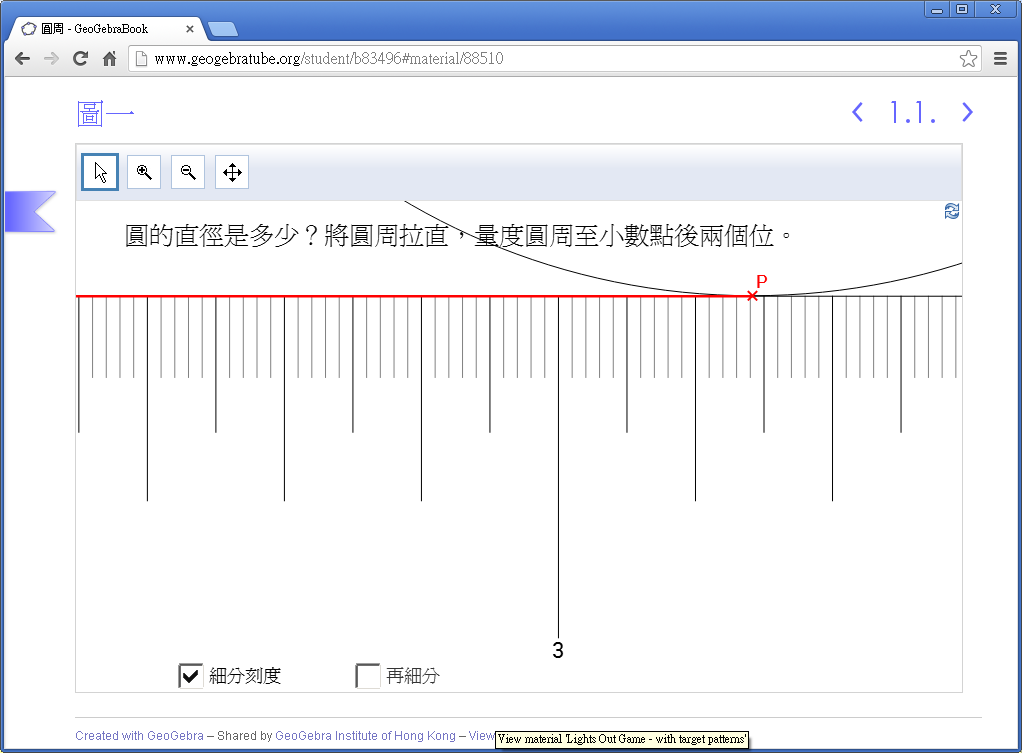 圓周 - GeoGebraBook
www.geogebratube.org/student/b83496#material/88510
圖一
1.1.
圓的直徑是多少？將圓周拉直，量度圓周至小數點後兩個位。
P
3
細分刻度
再細分
Created with GeoGebra – Shared by GeoGebra Institute of Hong Kong – View
View material 'Lights Out Game - with target patterns'